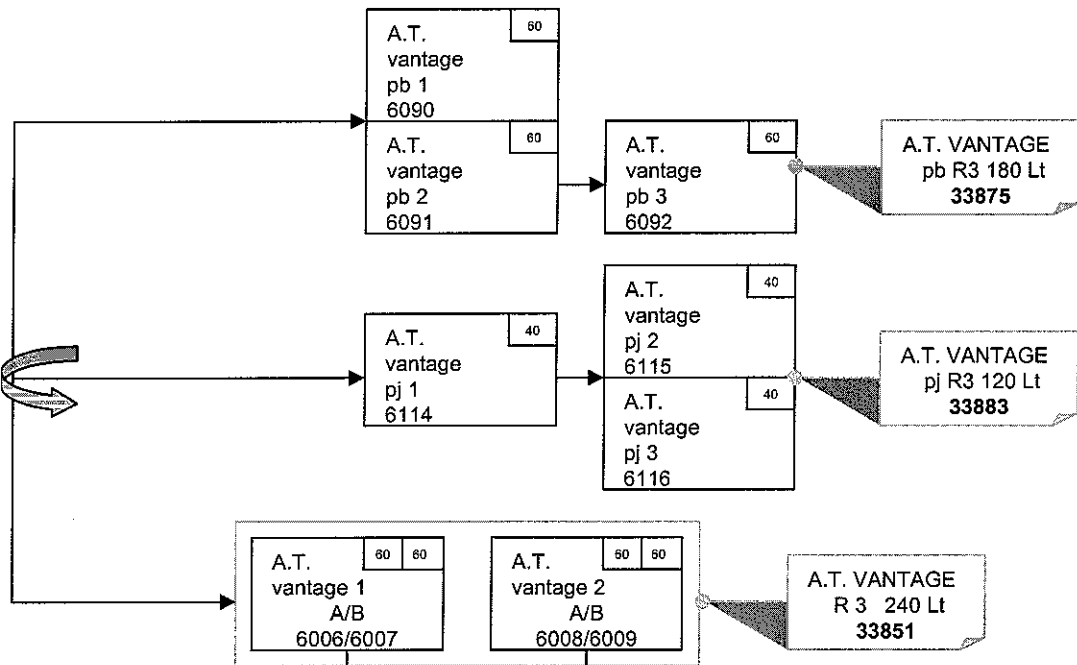 A.T.
60
vantage
pb 1
6090
A.T.
60
vantage
pb 2
6091
A.T.
60
vantage
pb 3
6092
A.T. VANTAGE
pb R3 180 Lt
33875
A.T.
40
vantage
pj 1
6114
A.T.
40
vantage
pj 2
6115
A.T.
40
vantage
pj 3
6116
A.T. VANTAGE
pj R3 120 Lt
33883
A.T.
60 60
vantage 1
A/B
6006/6007
A.T.
60 60
vantage 2
A/B
6008/6009
A.T. VANTAGE
R 3 240 Lt
33851